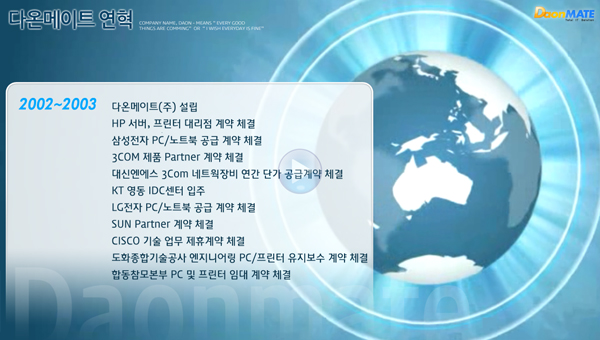 다온메이트 연혁
COMPANY NAME, DAON - MEANS " EVERY GOOD
THINGS ARE COMMING" OR "I WISH EVERYDAY IS FINE"
DaonMATE
2002~2003
다온메이트(주) 설립
HP 서버, 프린터 대리점 계약 체결
삼성전자 PC/노트북 공급 계약 체결
3COM 제품 Partner 계약 체결
대신엔에스 3Com 네트웍장비 연간 단가 공급계약 체결
KT 영동 IDC센터 입주
LG전자 PC/노트북 공급 계약 체결
SUN Partner 계약 체결
CISCO 기술 업무 제휴계약 체결
도화종합기술공사 엔지니어링 PC/프린터 유지보수 계약 체결
합동참모본부 PC 및 프린터 임대 계약 체결
Daonmate